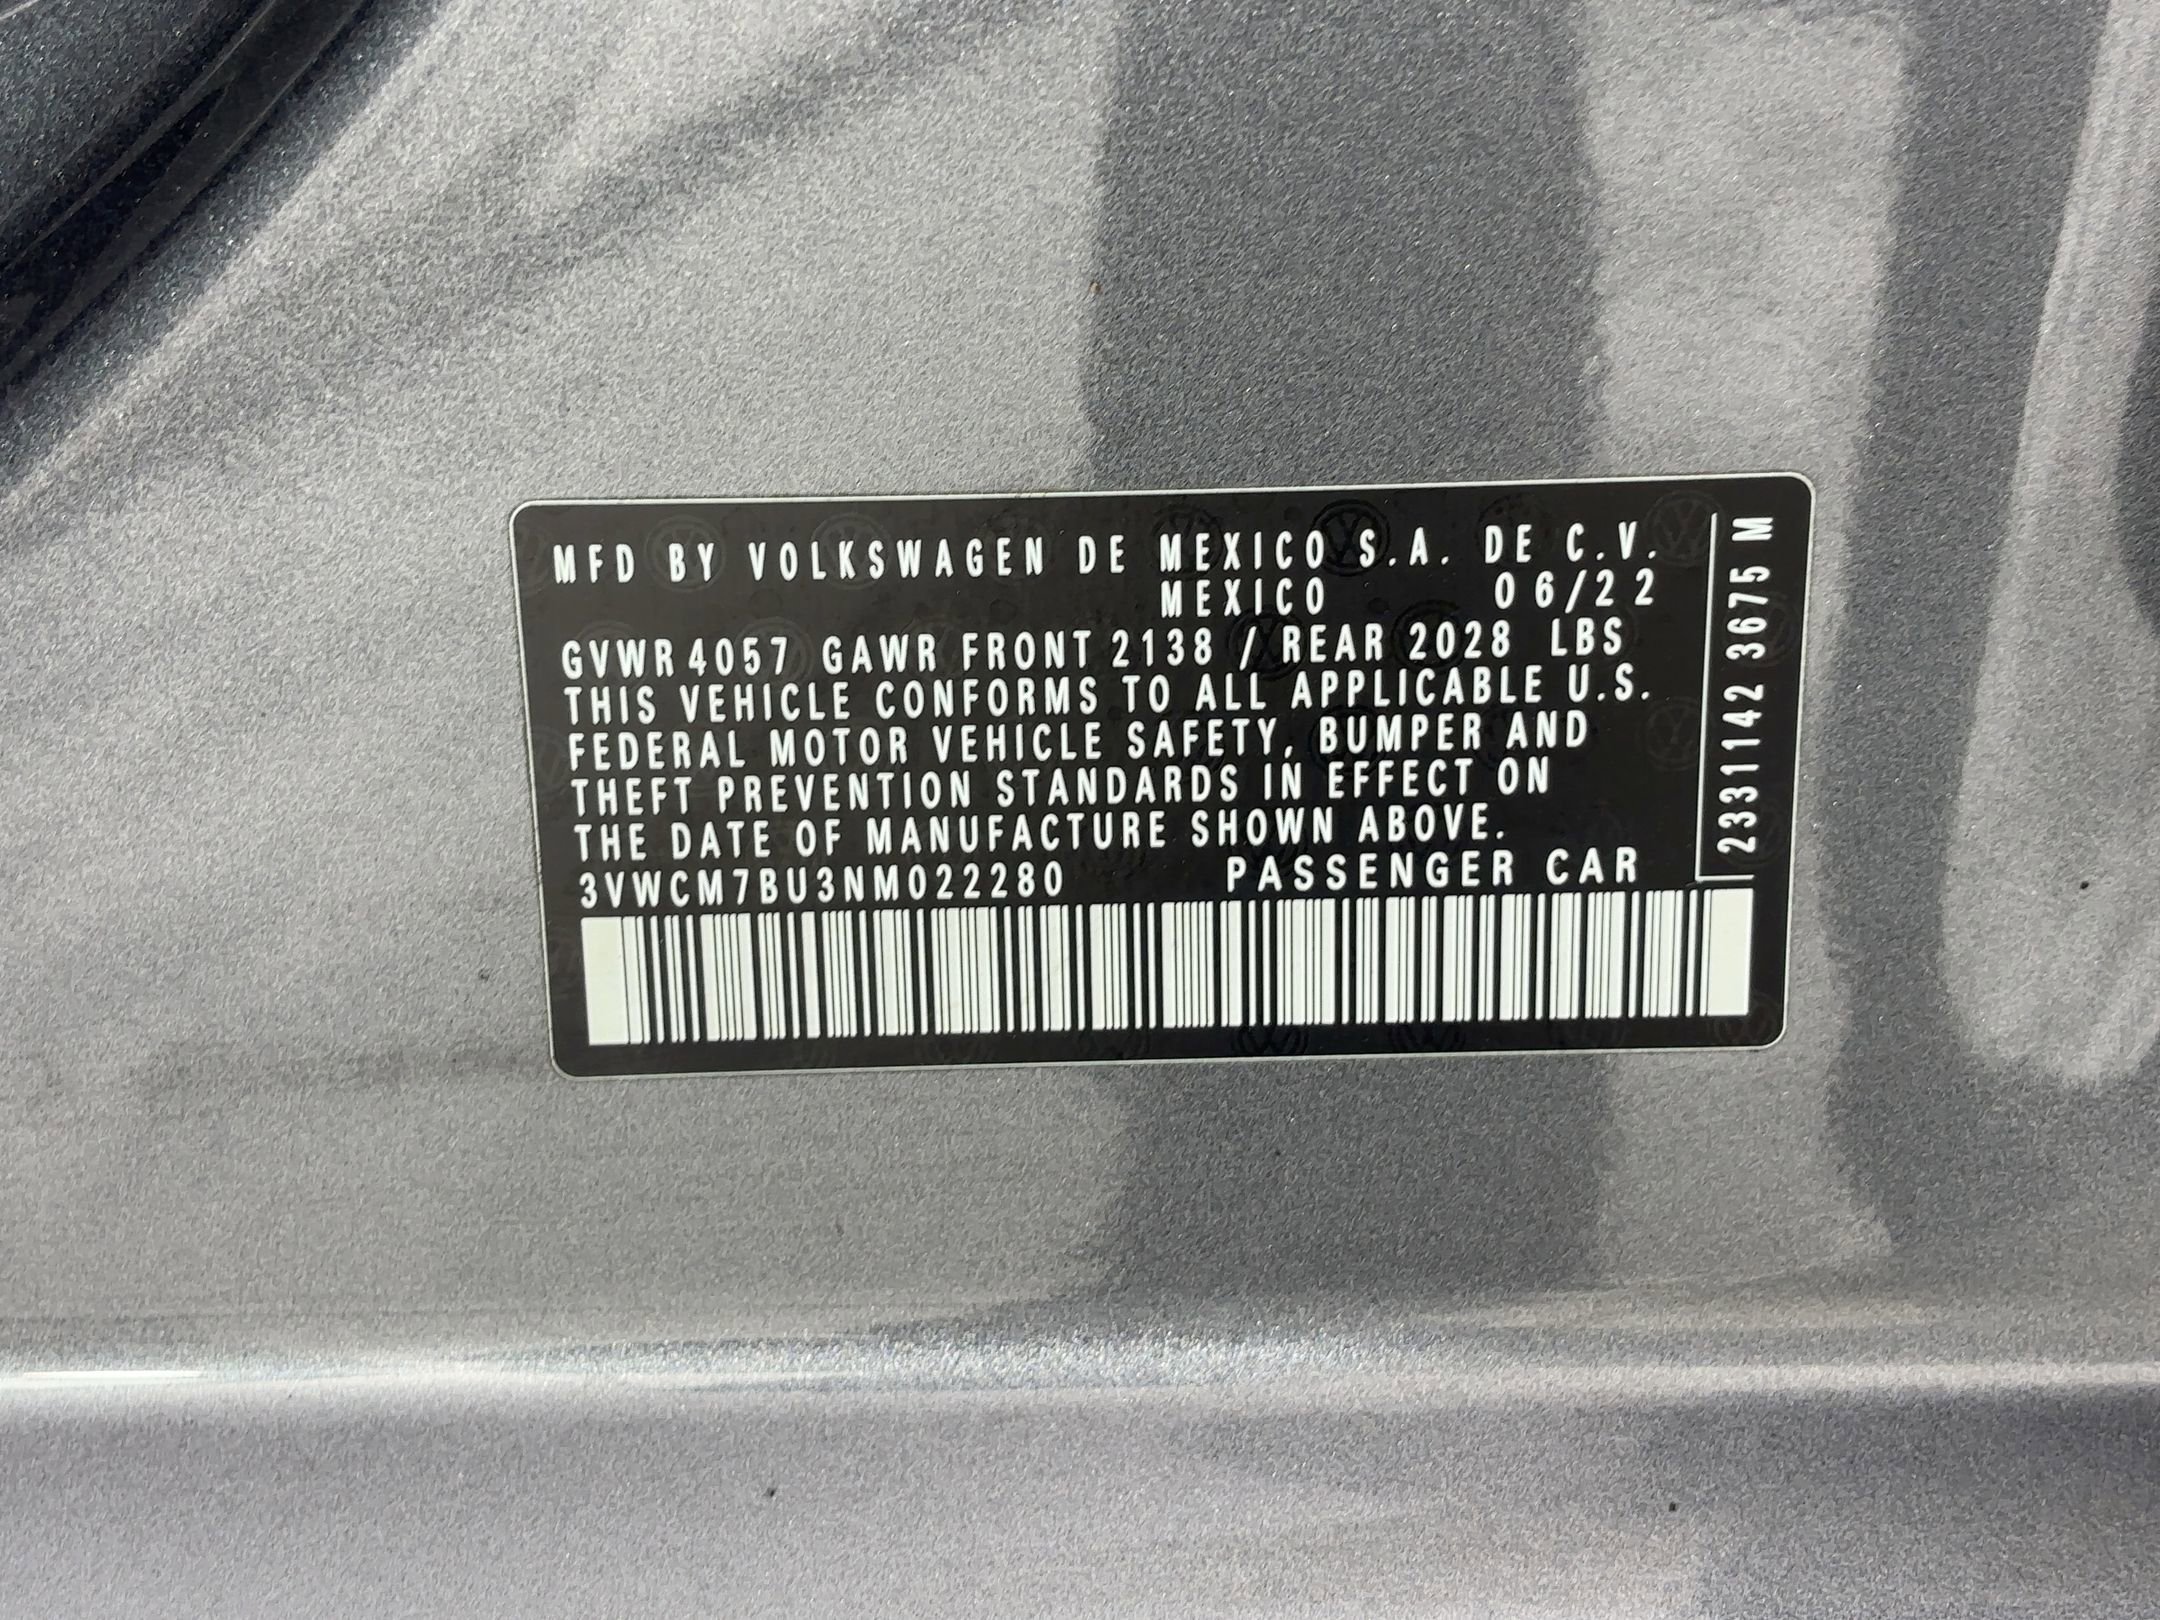 MFD BY VOLKSWAGEN DE MEXICO S.A. DE C.V.
MEXICO 06/22
GVWR 4057 GAWR FRONT 2138 / REAR 2028 LBS
THIS VEHICLE CONFORMS TO ALL APPLICABLE U.S.
FEDERAL MOTOR VEHICLE SAFETY, BUMPER AND
THEFT PREVENTION STANDARDS IN EFFECT ON
THE DATE OF MANUFACTURE SHOWN ABOVE.
3VWCM7BU3NM022280 PASSENGER CAR
2331142 3675 M